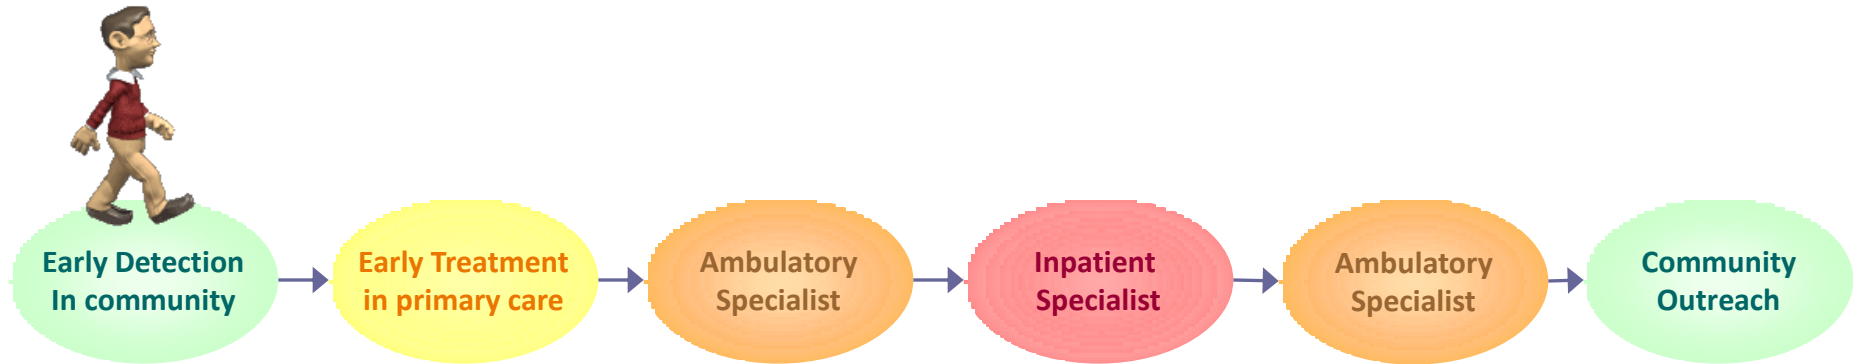 Early Detection
In community
Early Treatment
in primary care
Ambulatory
Specialist
Inpatient
Specialist
Ambulatory
Specialist
Community
Outreach